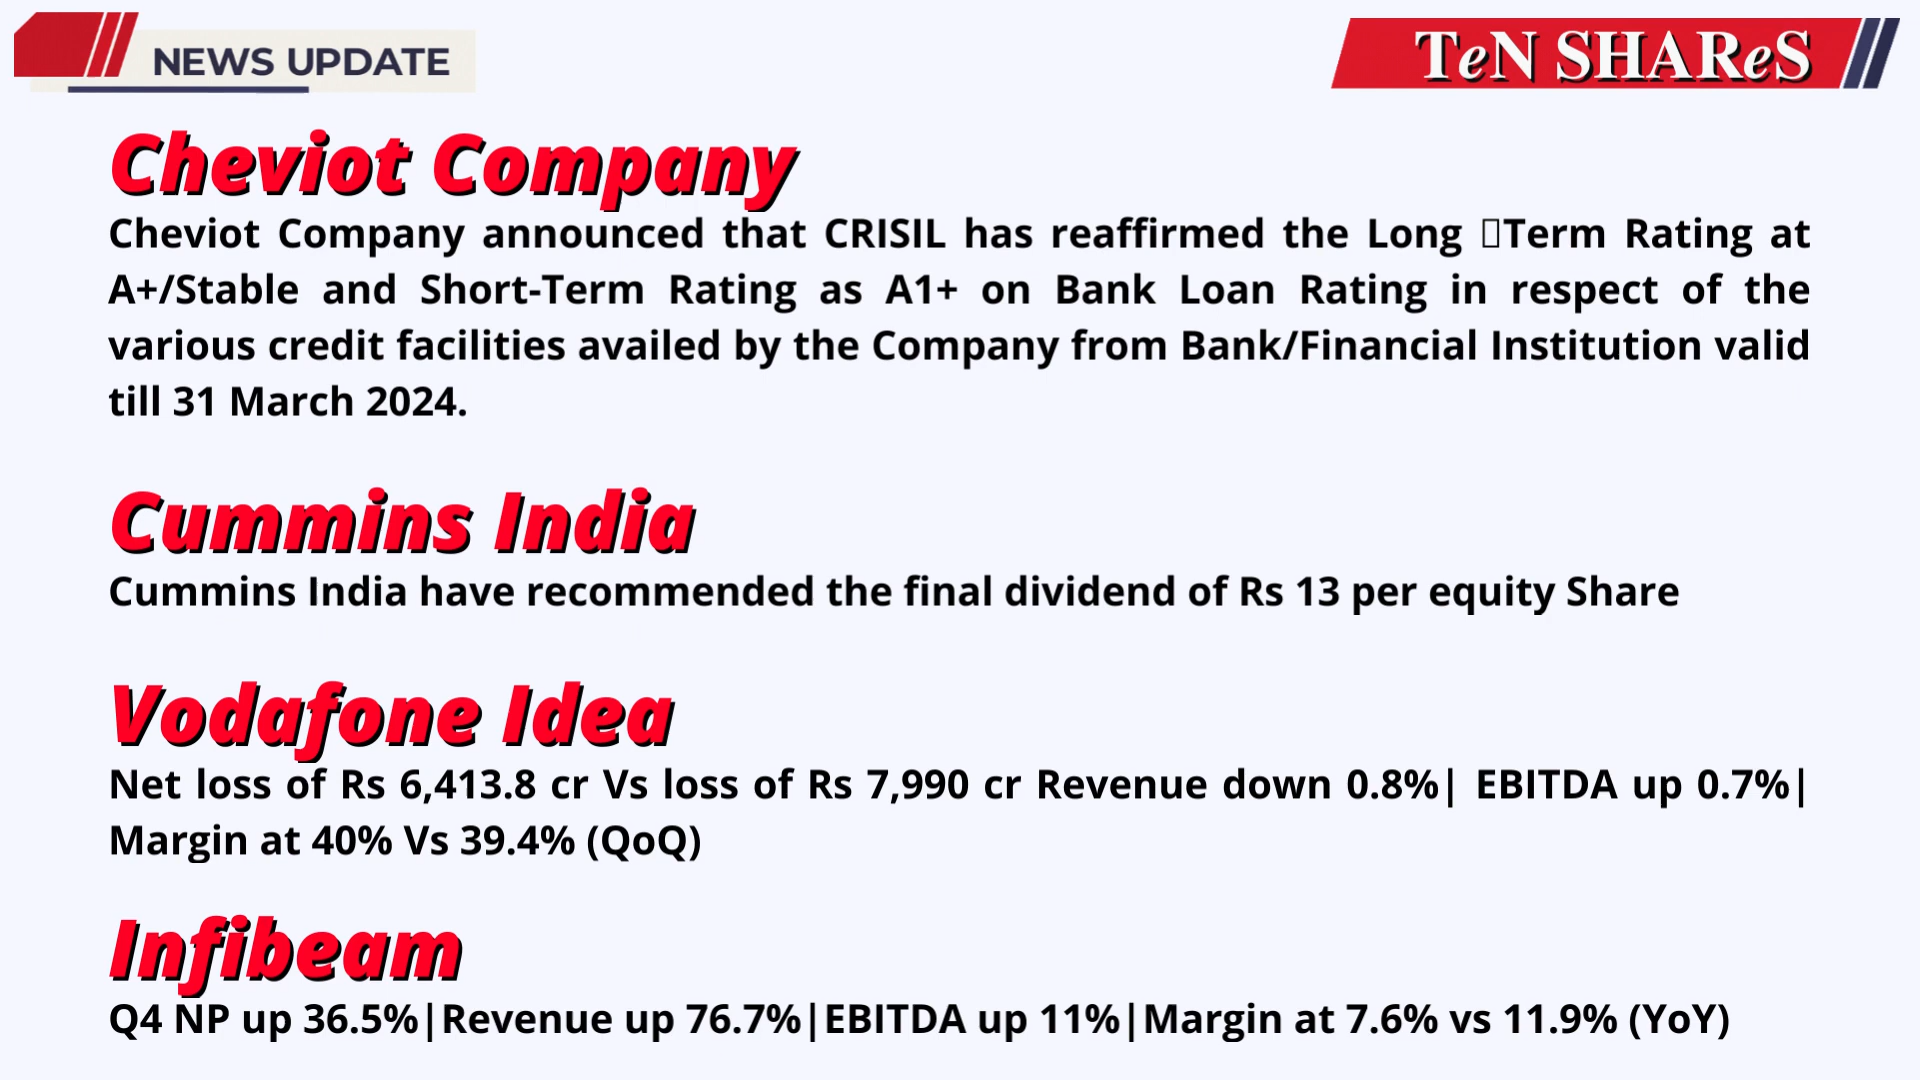 NEWS UPDATE
TeN SHAReS
Cheviot Company
Cheviot Company announced that CRISIL has reaffirmed the Long Term Rating at
A+/Stable and Short-Term Rating as A1+ on Bank Loan Rating in respect of the
various credit facilities availed by the Company from Bank/Financial Institution valid
till 31 March 2024.
Cummins India
Cummins India have recommended the final dividend of Rs 13 per equity Share
Vodafone Idea
Net loss of Rs 6,413.8 cr Vs loss of Rs 7,990 cr Revenue down 0.8%| EBITDA up 0.7%|
Margin at 40% Vs 39.4% (QoQ)
Infibeam
Q4 NP up 36.5%|Revenue up 76.7%|EBITDA up 11%|Margin at 7.6% vs 11.9% (YoY)